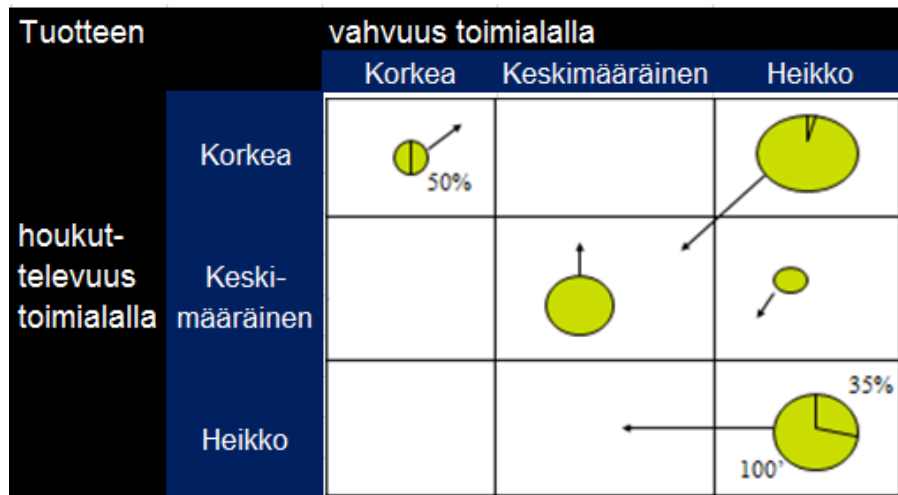 Tuotteen
vahvuus toimialalla
Korkea
Keskimääräinen
Heikko
houkut-
televuus
toimialalla
Korkea
Keski-
määräinen
Heikko
50%
35%
100’